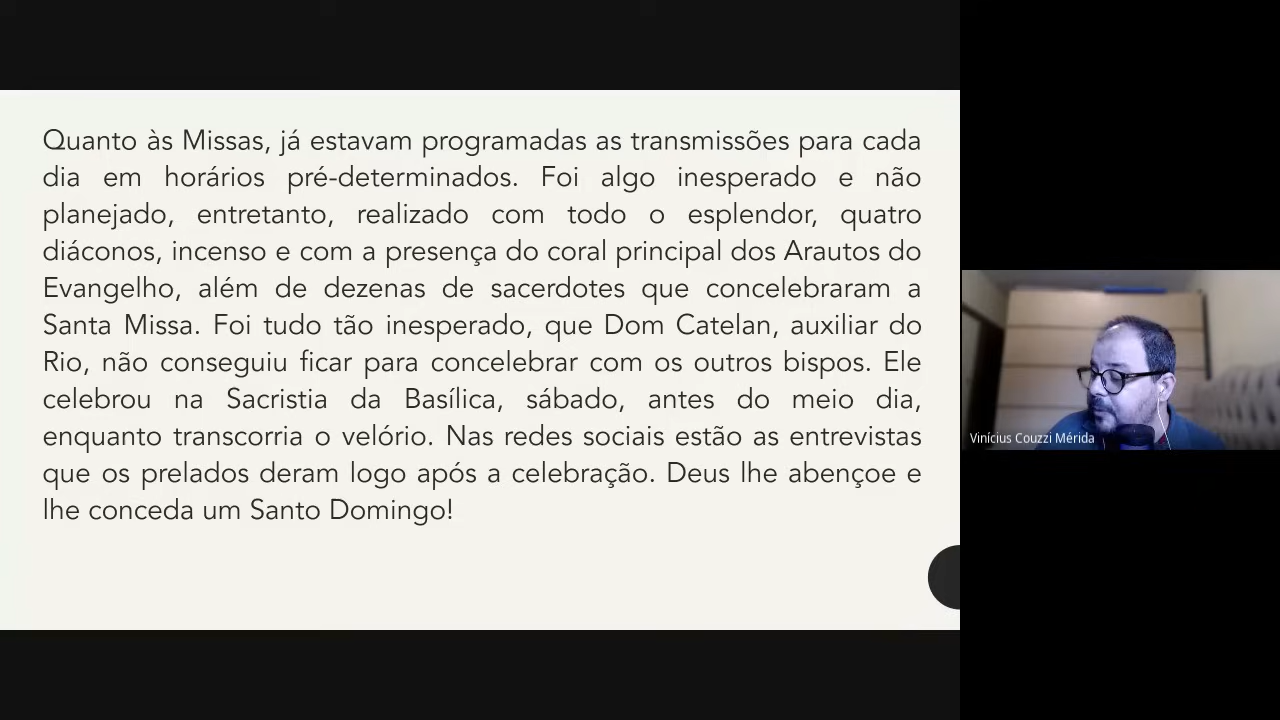 Quanto às Missas, já estavam programadas as transmissões para cada
dia em horários pré-determinados. Foi algo inesperado e não
planejado, entretanto, realizado com todo o esplendor, quatro
diáconos, incenso e com a presença do coral principal dos Arautos do
Evangelho, além de dezenas de sacerdotes que concelebraram a
Santa Missa. Foi tudo tão inesperado, que Dom Catelan, auxiliar do
Rio, não conseguiu ficar para concelebrar com os outros bispos. Ele
celebrou na Sacristia da Basílica, sábado, antes do meio dia,
enquanto transcorria o velório. Nas redes sociais estão as entrevistas
que os prelados deram logo após a celebração. Deus lhe abençoe e
lhe conceda um Santo Domingo!
Vinícius Couzzi Mérida